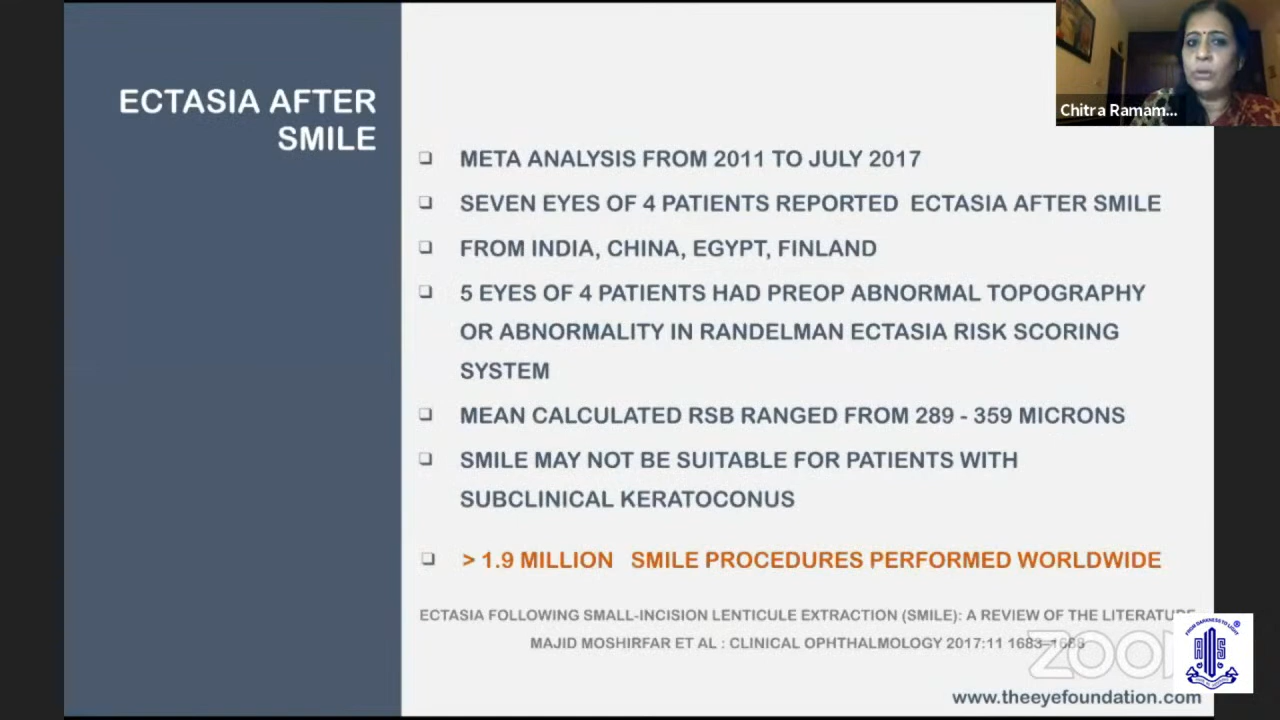 ECTASIA AFTER
SMILE
Chitra Ramam...
META ANALYSIS FROM 2011 TO JULY 2017
SEVEN EYES OF 4 PATIENTS REPORTED ECTASIA AFTER SMILE
FROM INDIA, CHINA, EGYPT, FINLAND
5 EYES OF 4 PATIENTS HAD PREOP ABNORMAL TOPOGRAPHY
OR ABNORMALITY IN RANDELMAN ECTASIA RISK SCORING
SYSTEM
MEAN CALCULATED RSB RANGED FROM 289 - 359 MICRONS
SMILE MAY NOT BE SUITABLE FOR PATIENTS WITH
SUBCLINICAL KERATOCONUS
> 1.9 MILLION SMILE PROCEDURES PERFORMED WORLDWIDE
ECTASIA FOLLOWING SMALL-INCISION LENTICULE EXTRACTION (SMILE): A REVIEW OF THE LITERATURE
MAJID MOSHIRFAR ET AL : CLINICAL OPHTHALMOLOGY 2017:11 1683–1688
zoom
www.theeyefoundation.com